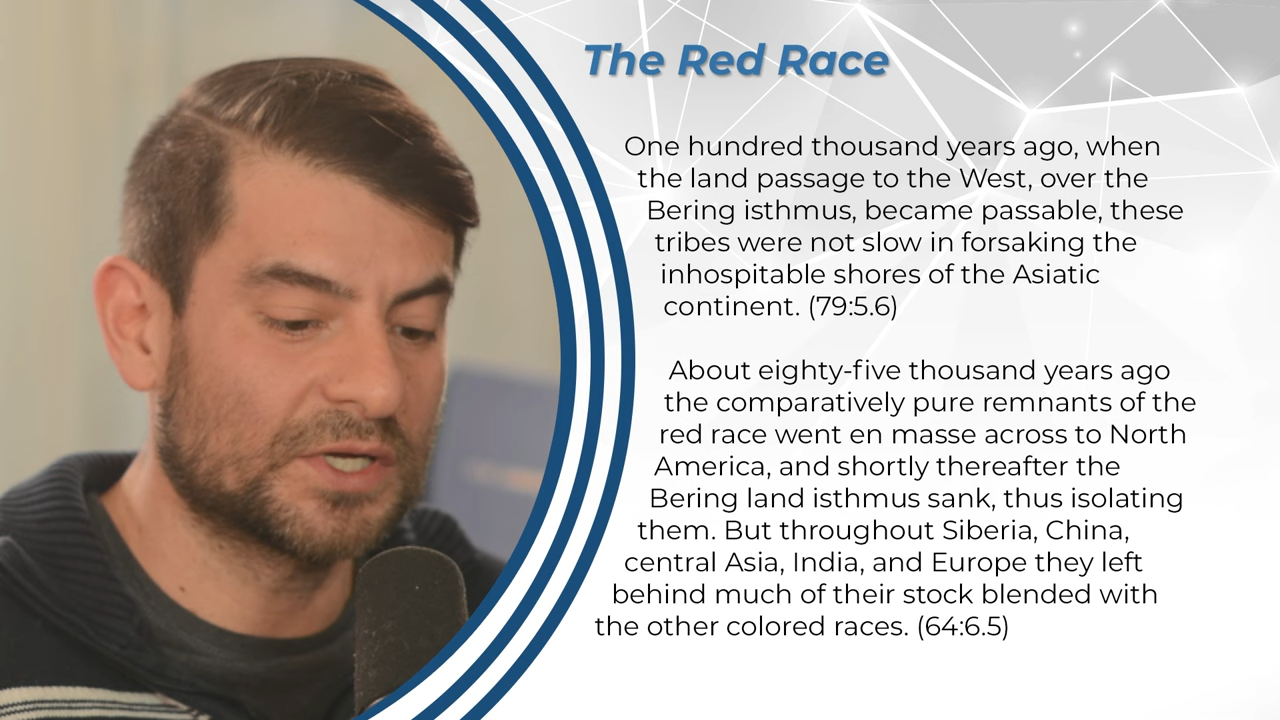 The Red Race
One hundred thousand years ago, when
the land passage to the West, over the
Bering isthmus, became passable, these
tribes were not slow in forsaking the
inhospitable shores of the Asiatic
continent. (79:5.6)
About eighty-five thousand years ago
the comparatively pure remnants of the
red race went en masse across to North
America, and shortly thereafter the
Bering land isthmus sank, thus isolating
them. But throughout Siberia, China,
central Asia, India, and Europe they left
behind much of their stock blended with
the other colored races. (64:6.5)